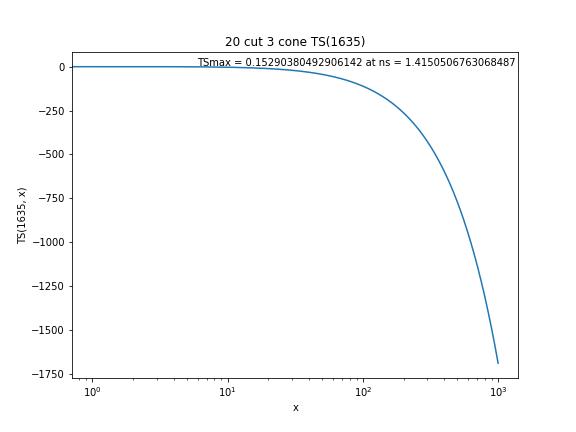 20 cut 3 cone TS(1635)
TSmax = 0.15290380492906142 at ns = 1.4150506763068487
0
−250
−500
−750
−1000
−1250
−1500
−1750
TS(1635, x)
10⁰ 10¹ 10² 10³
x